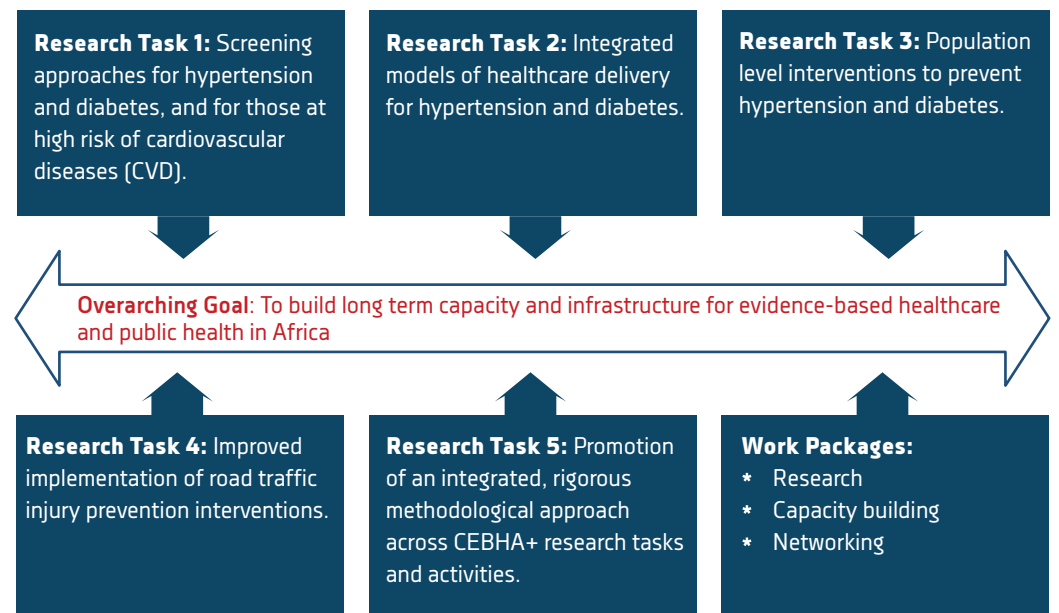 Research Task 1: Screening
approaches for hypertension
and diabetes, and for those at
high risk of cardiovascular
diseases (CVD).
Research Task 2: Integrated
models of healthcare delivery
for hypertension and diabetes.
Research Task 3: Population
level interventions to prevent
hypertension and diabetes.
Overarching Goal: To build long term capacity and infrastructure for evidence-based healthcare
and public health in Africa
Research Task 4: Improved
implementation of road traffic
injury prevention interventions.
Research Task 5: Promotion
of an integrated, rigorous
methodological approach
across CEBHA+ research tasks
and activities.
Work Packages:
* Research
* Capacity building
* Networking